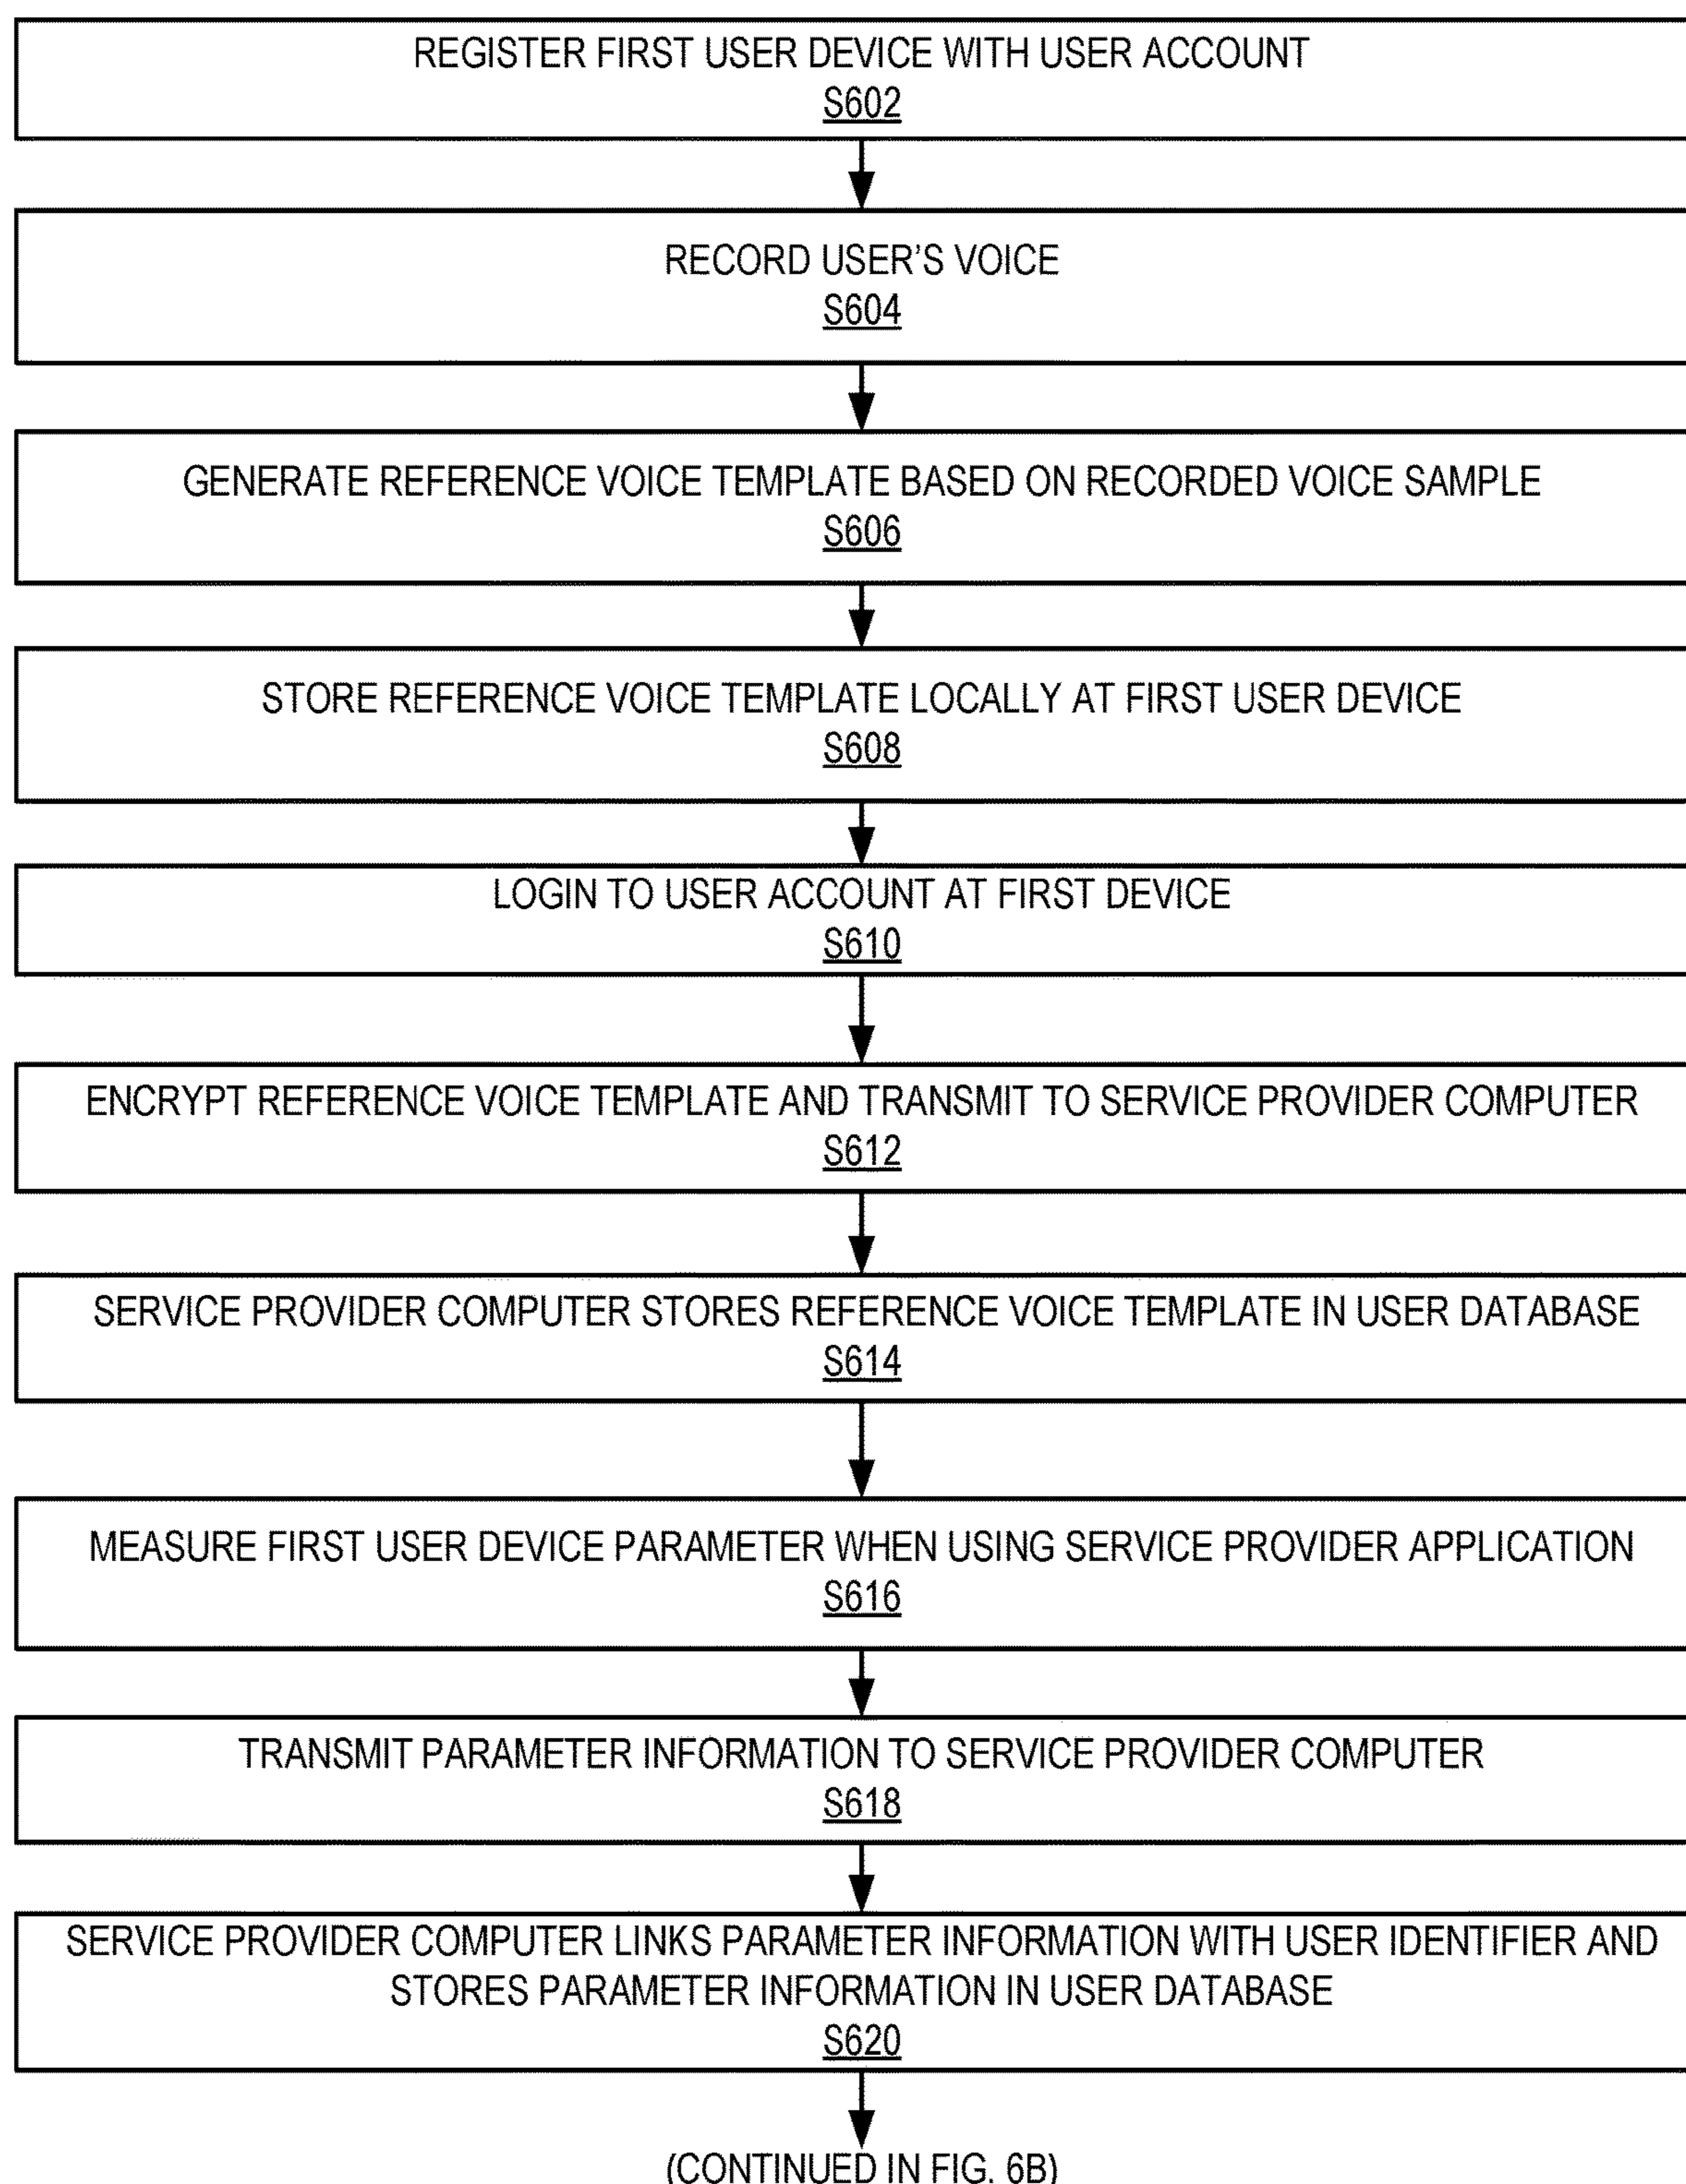 REGISTER FIRST USER DEVICE WITH USER ACCOUNT
S602
RECORD USER'S VOICE
S604
GENERATE REFERENCE VOICE TEMPLATE BASED ON RECORDED VOICE SAMPLE
S606
STORE REFERENCE VOICE TEMPLATE LOCALLY AT FIRST USER DEVICE
S608
LOGIN TO USER ACCOUNT AT FIRST DEVICE
S610
ENCRYPT REFERENCE VOICE TEMPLATE AND TRANSMIT TO SERVICE PROVIDER COMPUTER
S612
SERVICE PROVIDER COMPUTER STORES REFERENCE VOICE TEMPLATE IN USER DATABASE
S614
MEASURE FIRST USER DEVICE PARAMETER WHEN USING SERVICE PROVIDER APPLICATION
S616
TRANSMIT PARAMETER INFORMATION TO SERVICE PROVIDER COMPUTER
S618
SERVICE PROVIDER COMPUTER LINKS PARAMETER INFORMATION WITH USER IDENTIFIER AND
STORES PARAMETER INFORMATION IN USER DATABASE
S620
(CONTINUED IN FIG. 6B)